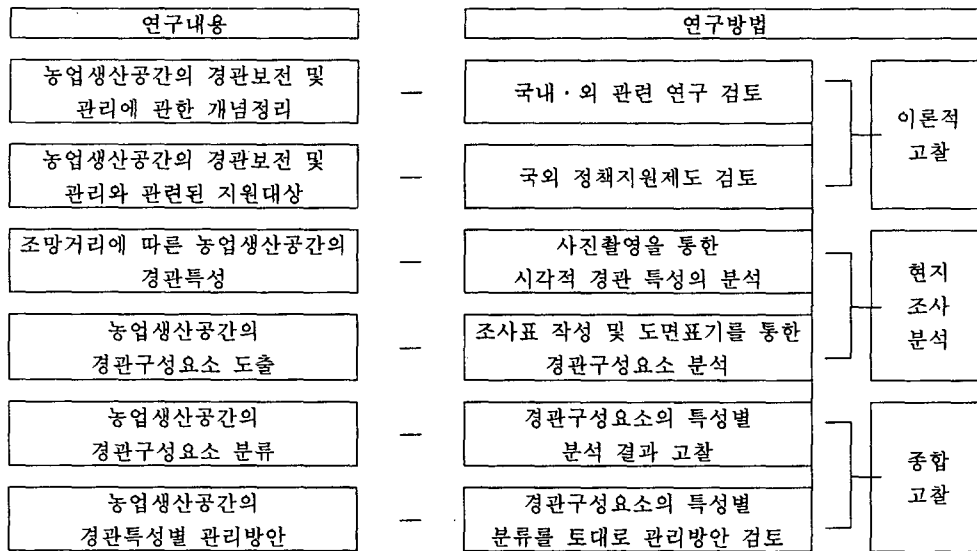 연구내용
연구방법
농업생산공간의 경관보전 및
관리에 관한 개념정리
국내·외 관련 연구 검토
농업생산공간의 경관보전 및
관리와 관련된 지원대상
국외 정책지원제도 검토
이론적
고찰
조망거리에 따른 농업생산공간의
경관특성
사진촬영을 통한
시각적 경관 특성의 분석
농업생산공간의
경관구성요소 도출
조사표 작성 및 도면표기를 통한
경관구성요소 분석
현지
조사
분석
농업생산공간의
경관구성요소 분류
경관구성요소의 특성별
분석 결과 고찰
농업생산공간의
경관특성별 관리방안
경관구성요소의 특성별
분류를 토대로 관리방안 검토
종합
고찰